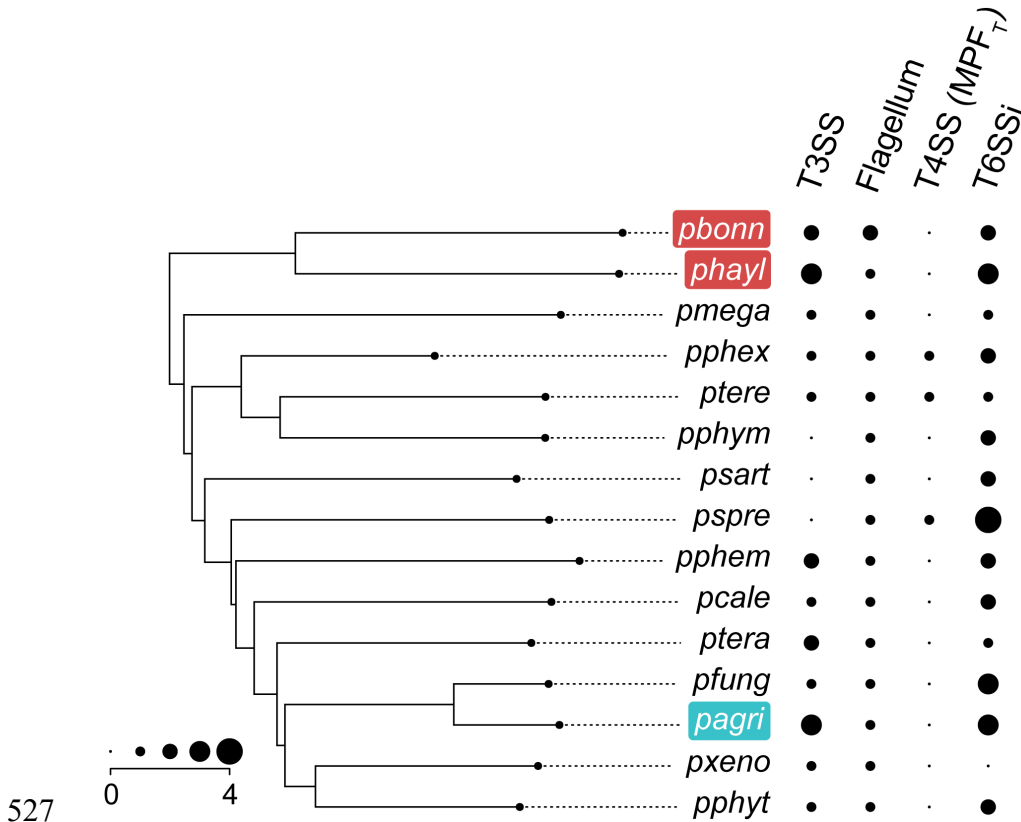 T3SS
Flagellum
T4SS (MPF_T)
T6SSi
pbonn
phayl
pmega
pphex
ptere
pphym
psart
pspre
pphem
pcale
ptera
pfung
pagri
pxeno
pphyt
0 4
527